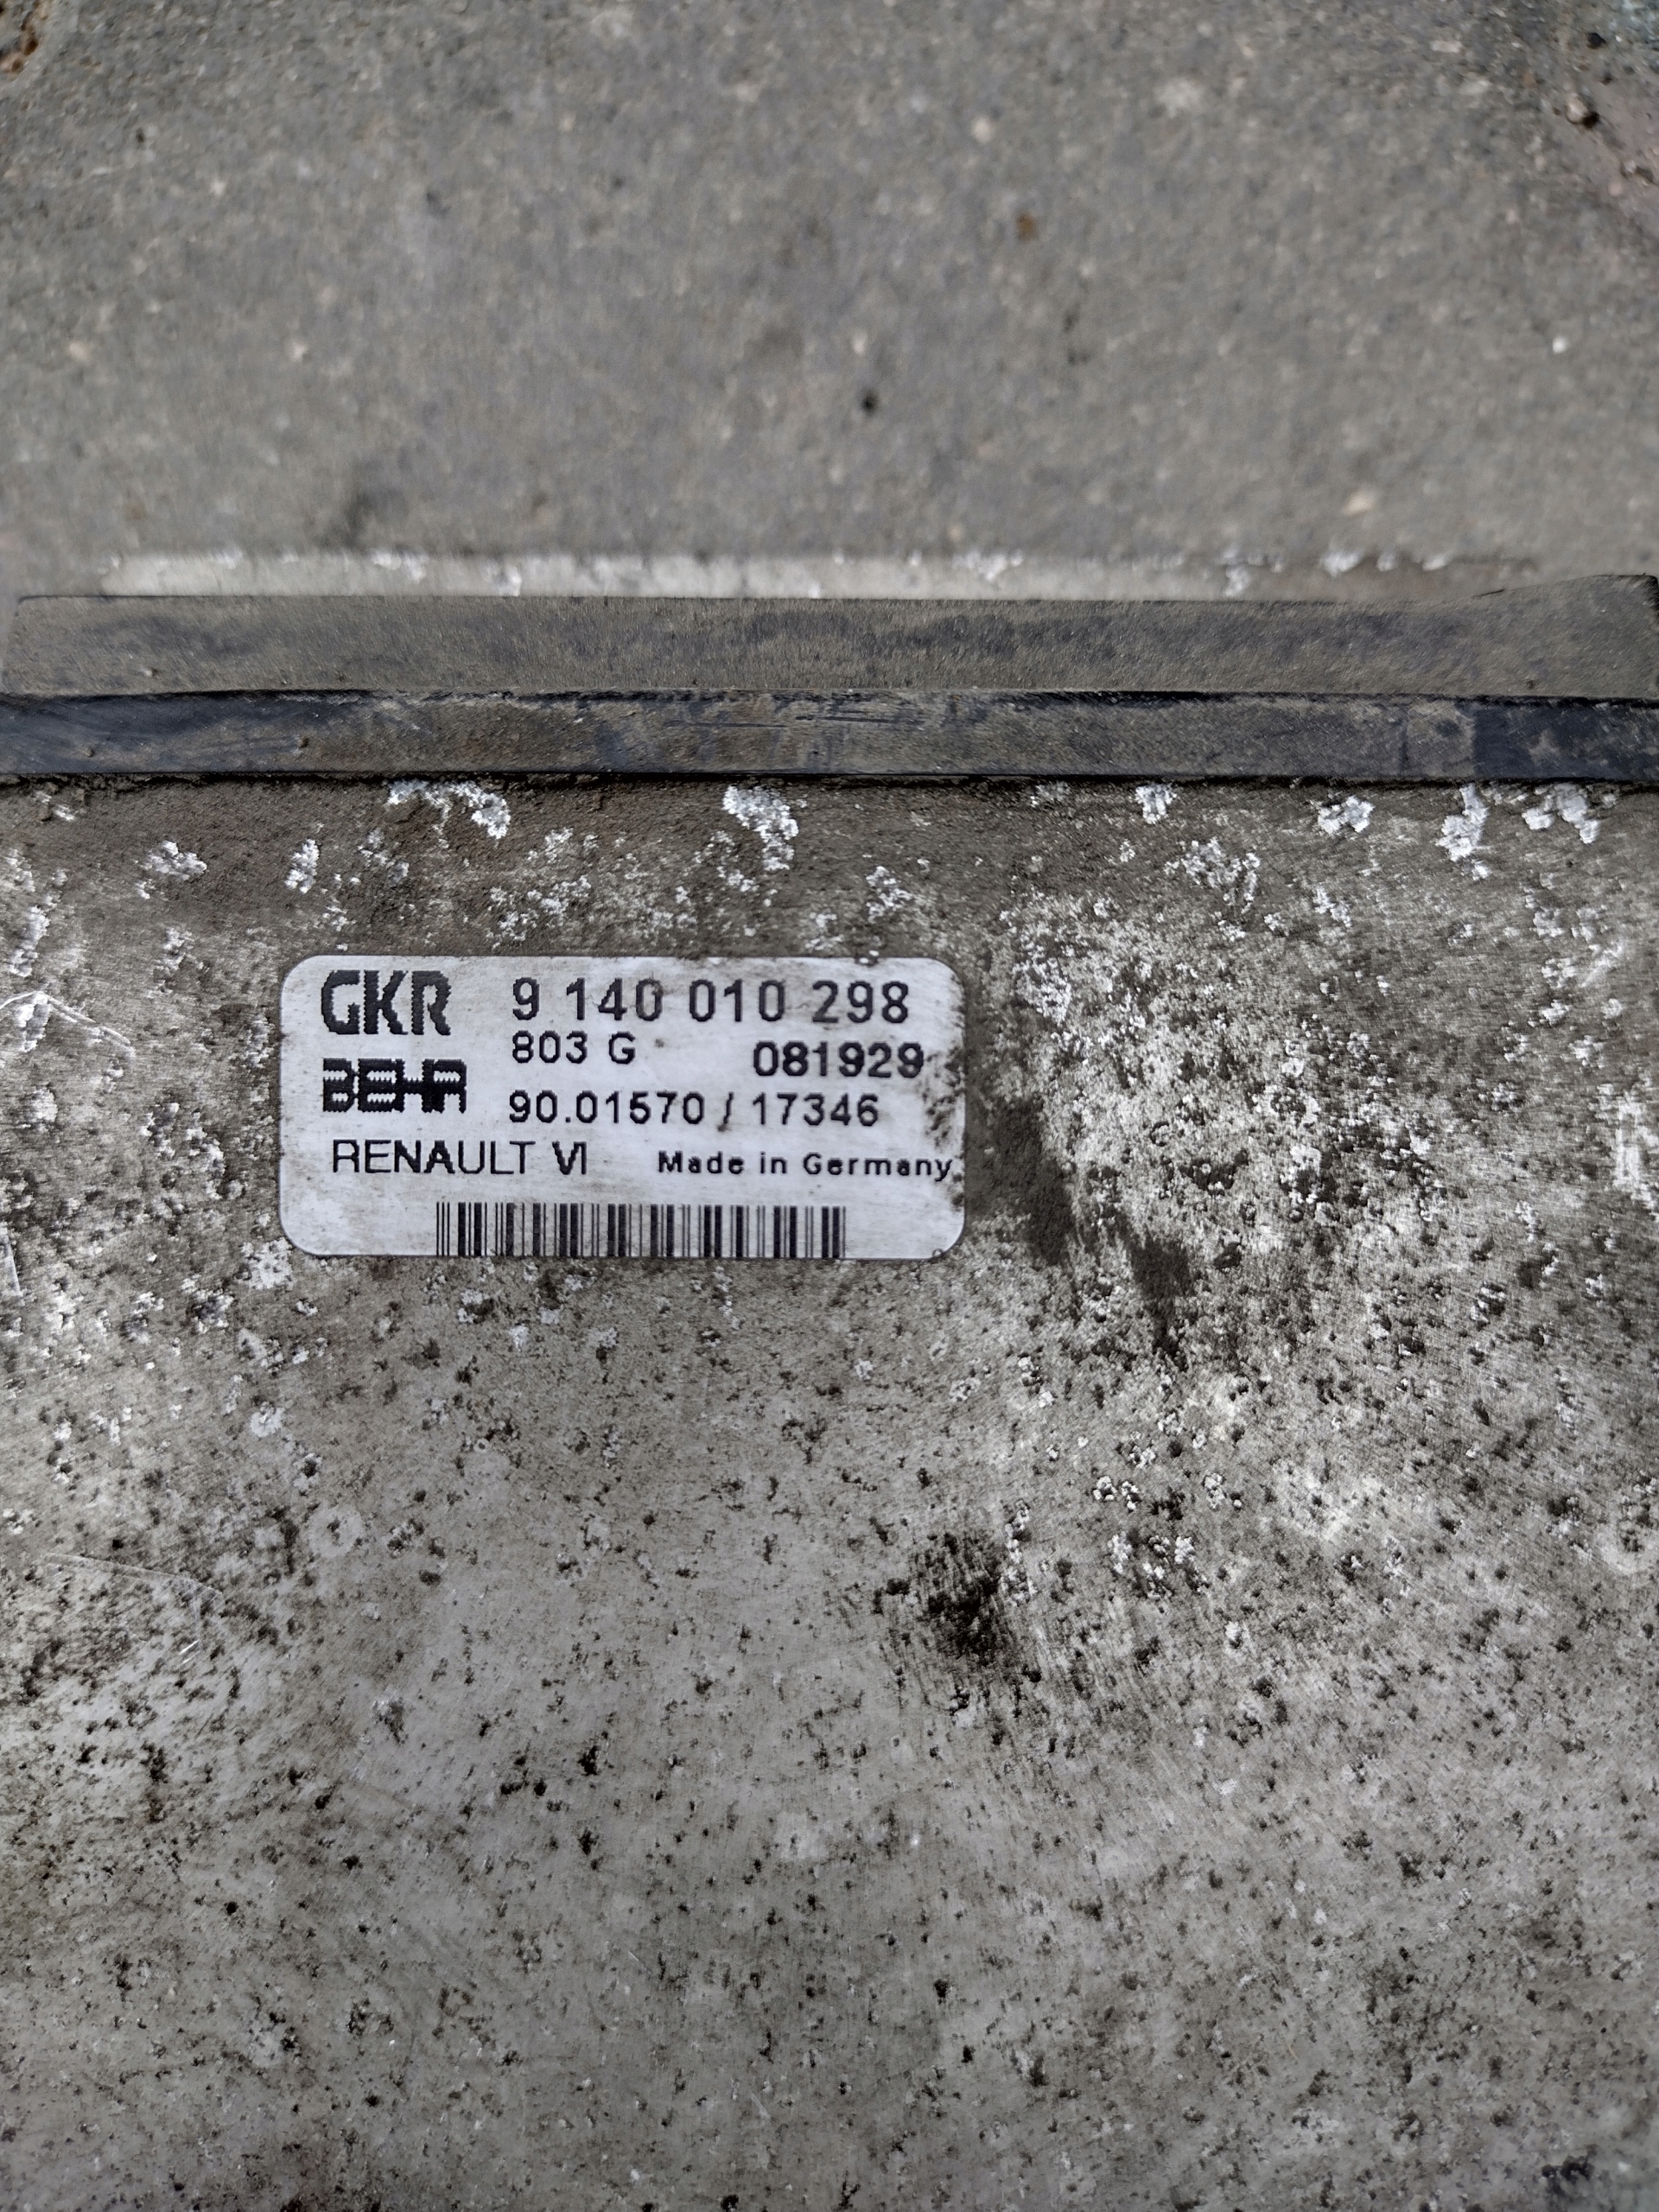 GKR 9 140 010 298
803 G 081929
BEHR 90.01570 / 17346
RENAULT VI Made in Germany